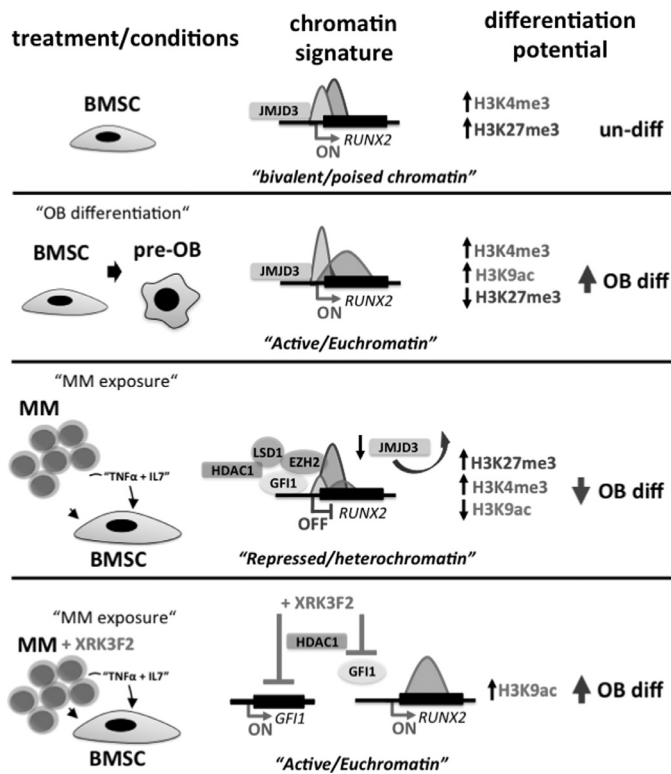 treatment/conditions
chromatin
signature
differentiation
potential
BMSC
JMJD3
RUNX2
ON
"bivalent/poised chromatin"
H3K4me3
H3K27me3
un-diff
"OB differentiation"
BMSC
pre-OB
JMJD3
RUNX2
ON
"Active/Euchromatin"
H3K4me3
H3K9ac
H3K27me3
OB diff
"MM exposure"
MM
"TNFα + IL7"
BMSC
LSD1
HDAC1
EZH2
GFI1
JMJD3
OFF
RUNX2
"Repressed/heterochromatin"
H3K27me3
H3K4me3
H3K9ac
OB diff
"MM exposure"
MM + XRK3F2
"TNFα + IL7"
BMSC
+ XRK3F2
HDAC1
GFI1
GFI1
ON
RUNX2
ON
"Active/Euchromatin"
H3K9ac
OB diff